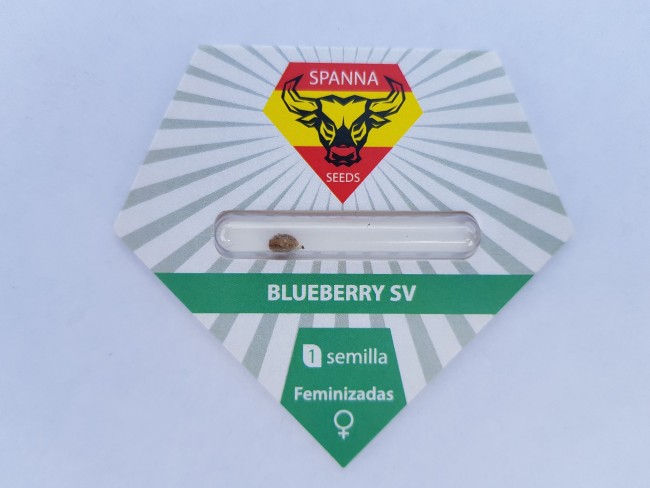 SPANNA
SEEDS
BLUEBERRY SV
1 semilla
Feminizadas